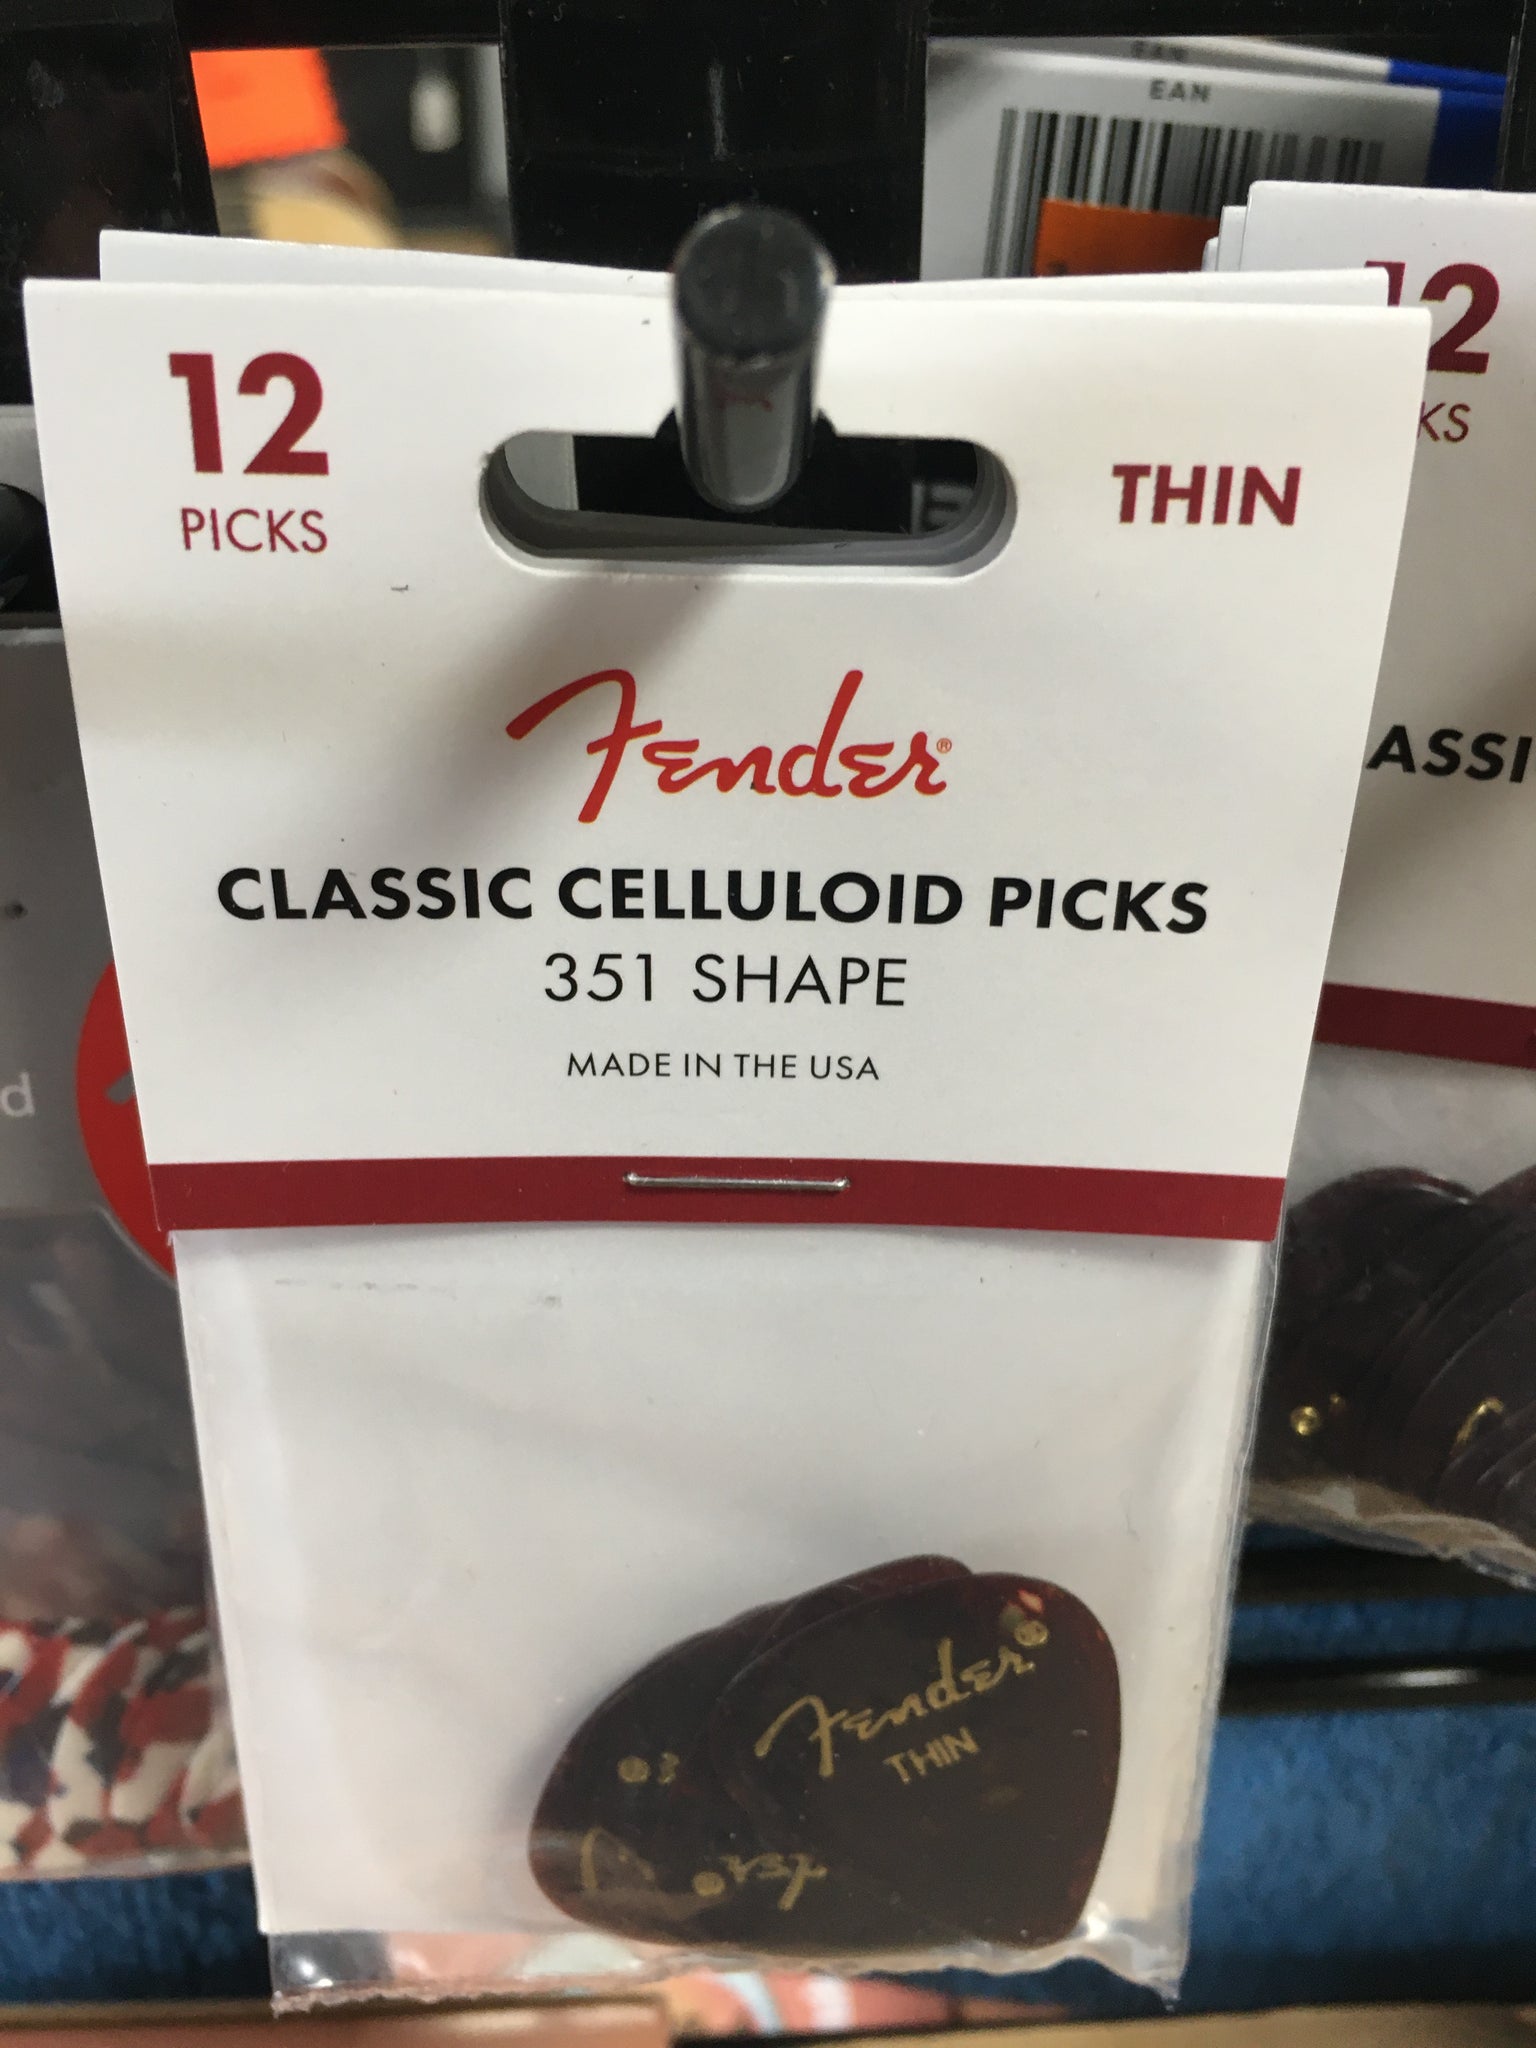 EAN
EAN
12
PICKS
THIN
12
KS
Fender®
CLASSIC CELLULOID PICKS
351 SHAPE
MADE IN THE USA
ASSI
d
Fender®
THIN